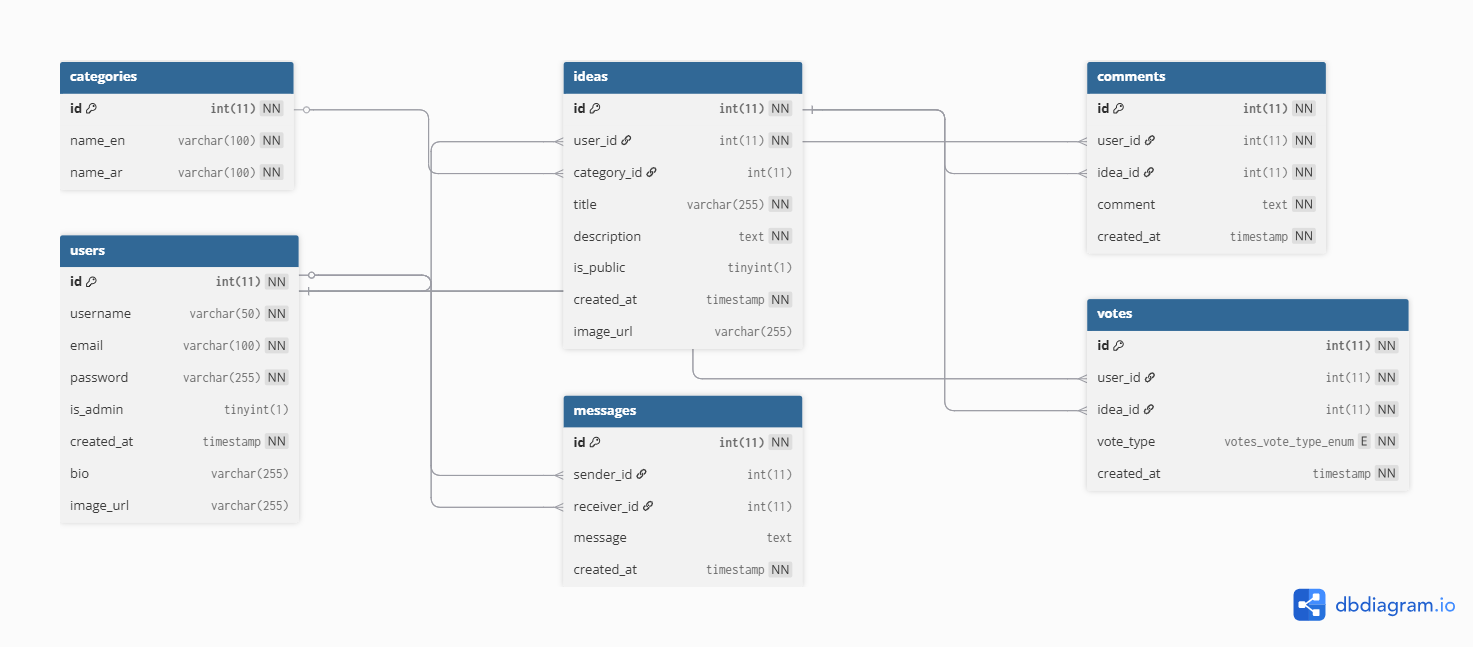 categories
id int(11) NN
name_en varchar(100) NN
name_ar varchar(100) NN
users
id int(11) NN
username varchar(50) NN
email varchar(100) NN
password varchar(255) NN
is_admin tinyint(1)
created_at timestamp NN
bio varchar(255)
image_url varchar(255)
ideas
id int(11) NN
user_id int(11) NN
category_id int(11)
title varchar(255) NN
description text NN
is_public tinyint(1)
created_at timestamp NN
image_url varchar(255)
messages
id int(11) NN
sender_id int(11)
receiver_id int(11)
message text
created_at timestamp NN
comments
id int(11) NN
user_id int(11) NN
idea_id int(11) NN
comment text NN
created_at timestamp NN
votes
id int(11) NN
user_id int(11) NN
idea_id int(11) NN
vote_type votes_vote_type_enum E NN
created_at timestamp NN
dbdiagram.io